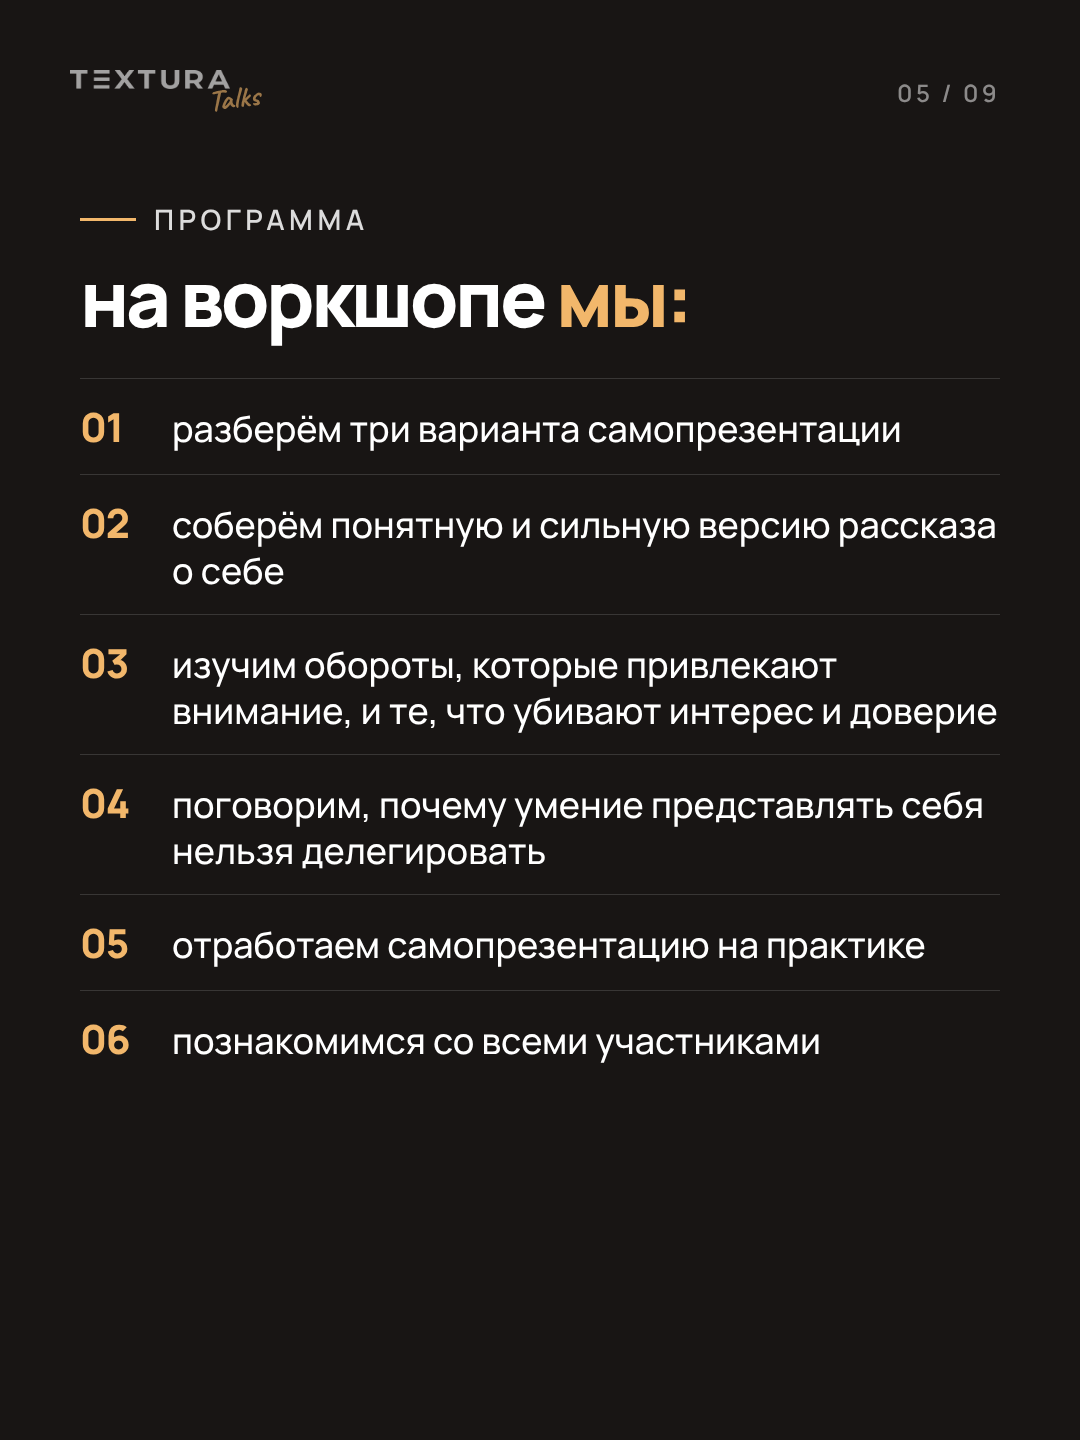 TEXTURA
Talks
05 / 09
ПРОГРАММА
на воркшопе мы:
01 разберём три варианта самопрезентации
02 соберём понятную и сильную версию рассказа
о себе
03 изучим обороты, которые привлекают
внимание, и те, что убивают интерес и доверие
04 поговорим, почему умение представлять себя
нельзя делегировать
05 отработаем самопрезентацию на практике
06 познакомимся со всеми участниками